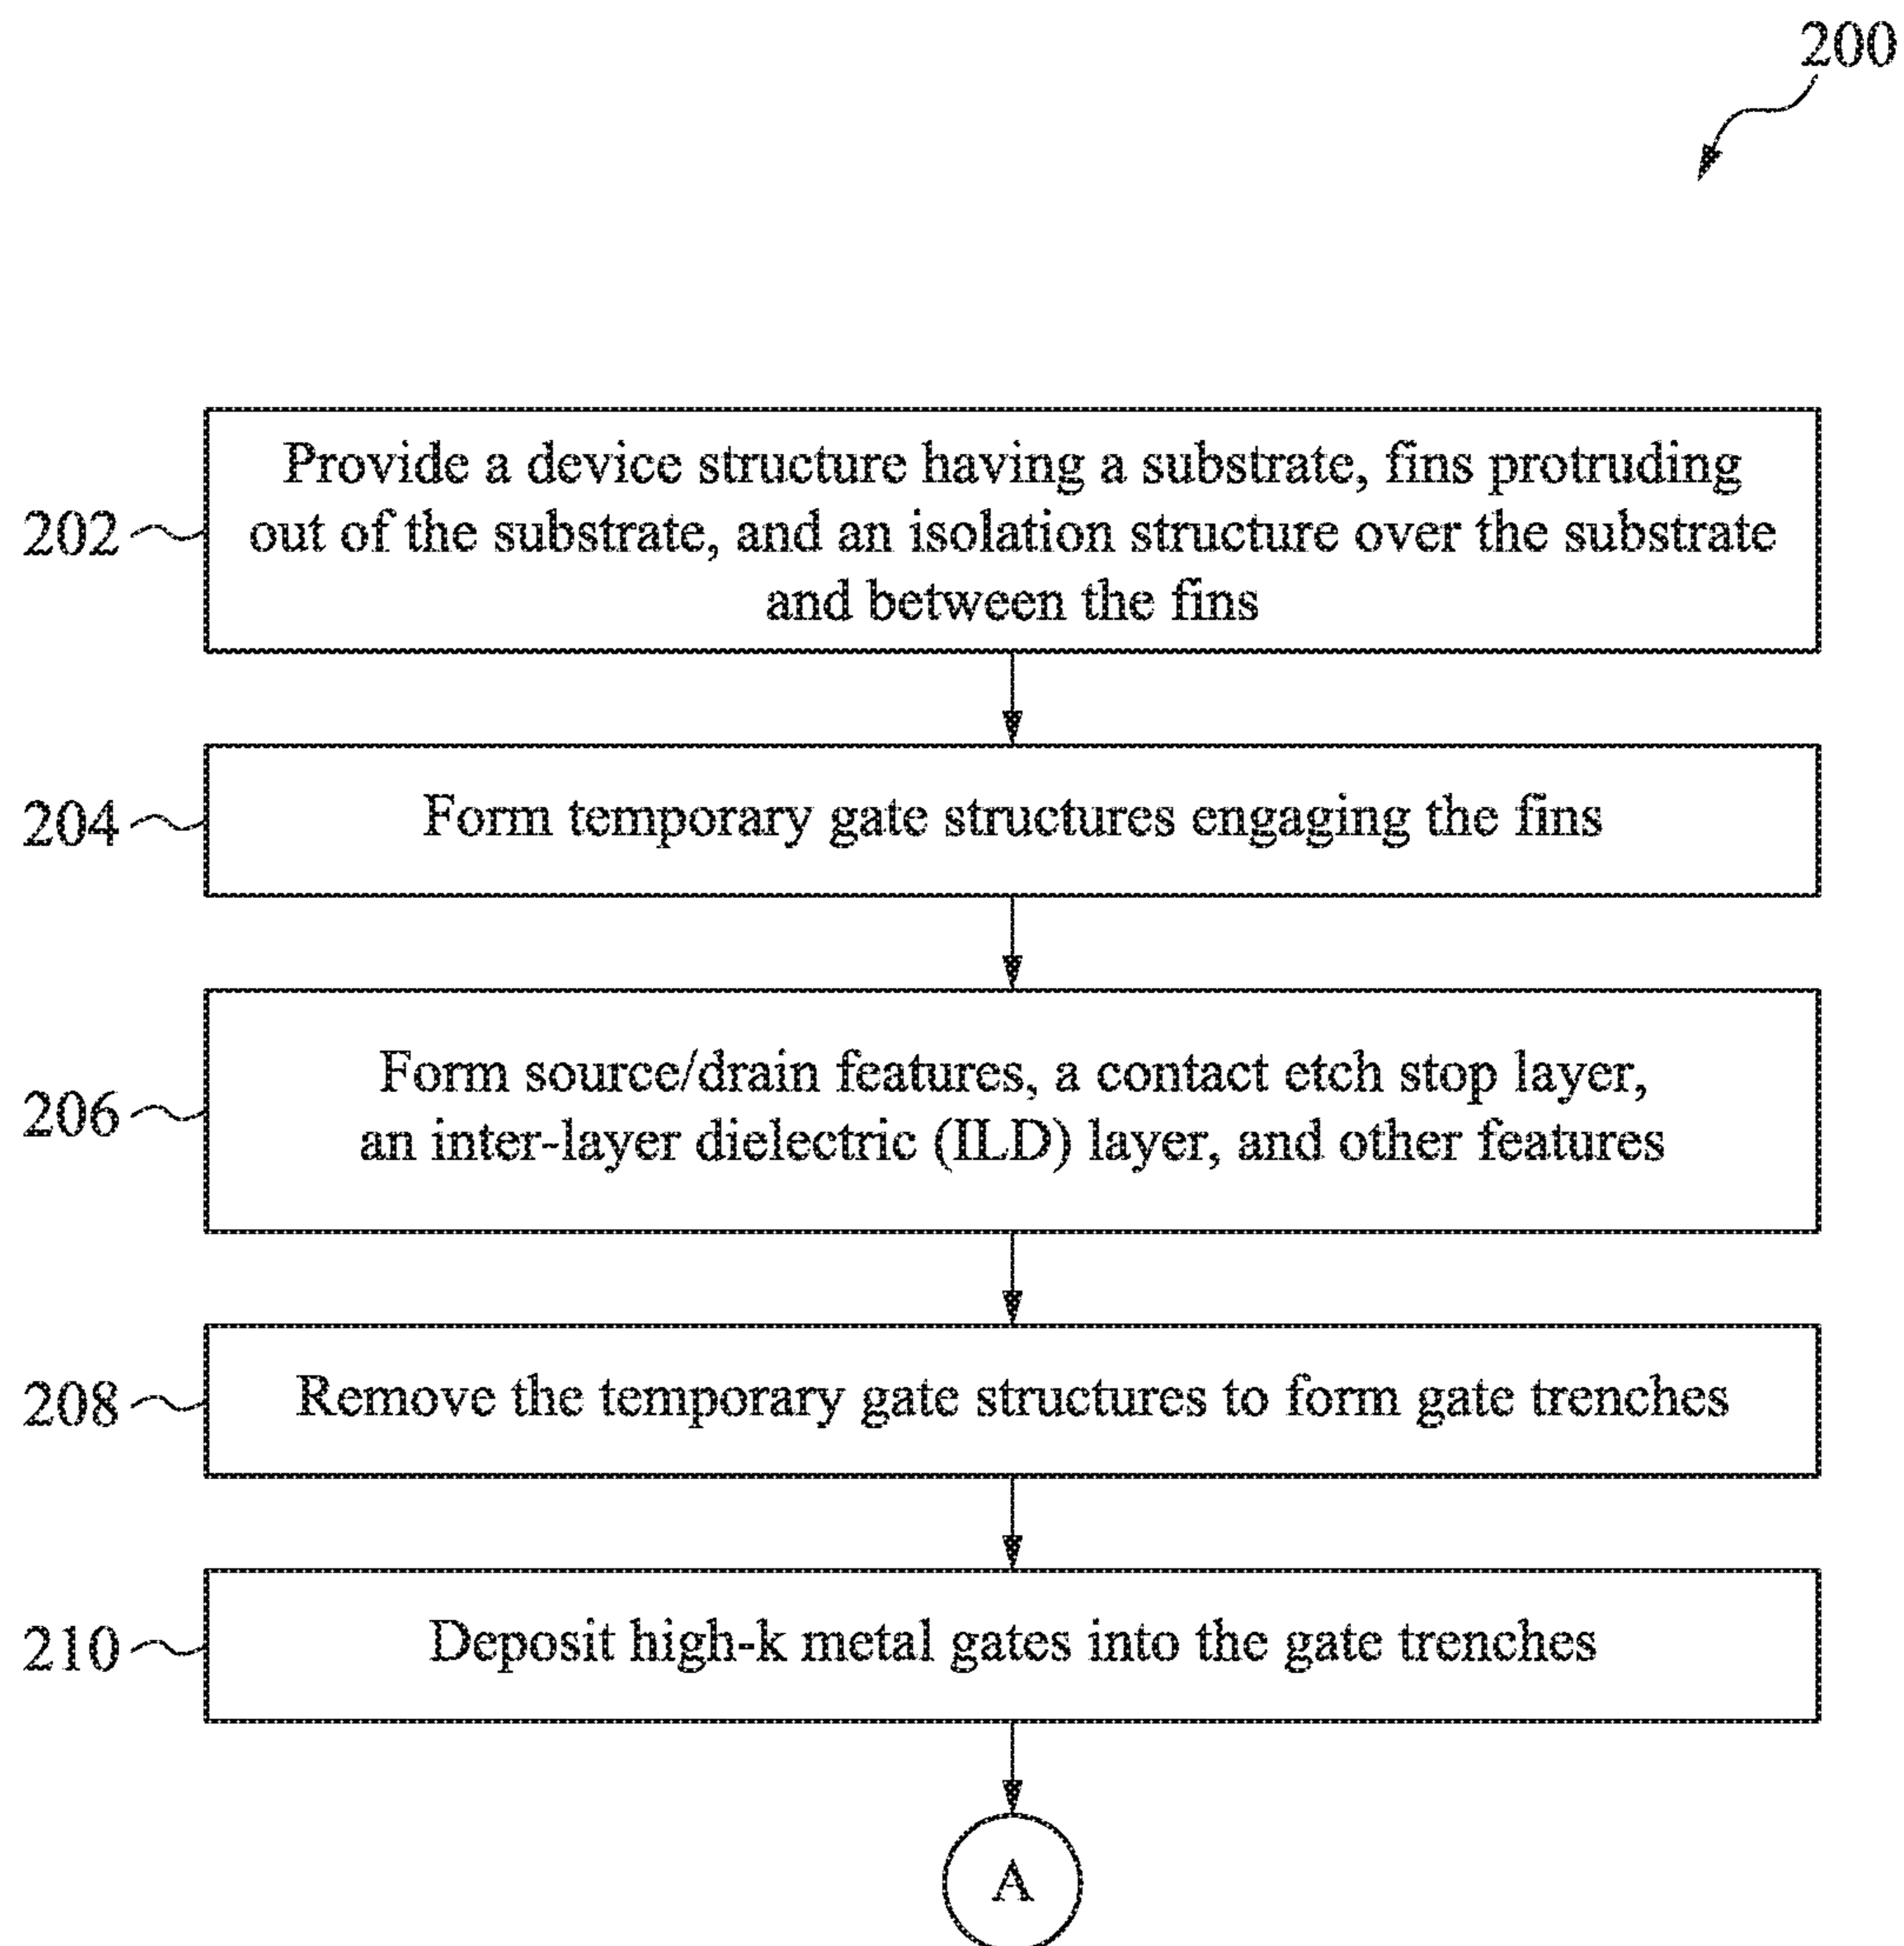 200
202
Provide a device structure having a substrate, fins protruding
out of the substrate, and an isolation structure over the substrate
and between the fins
204
Form temporary gate structures engaging the fins
206
Form source/drain features, a contact etch stop layer,
an inter-layer dielectric (ILD) layer, and other features
208
Remove the temporary gate structures to form gate trenches
210
Deposit high-k metal gates into the gate trenches
A